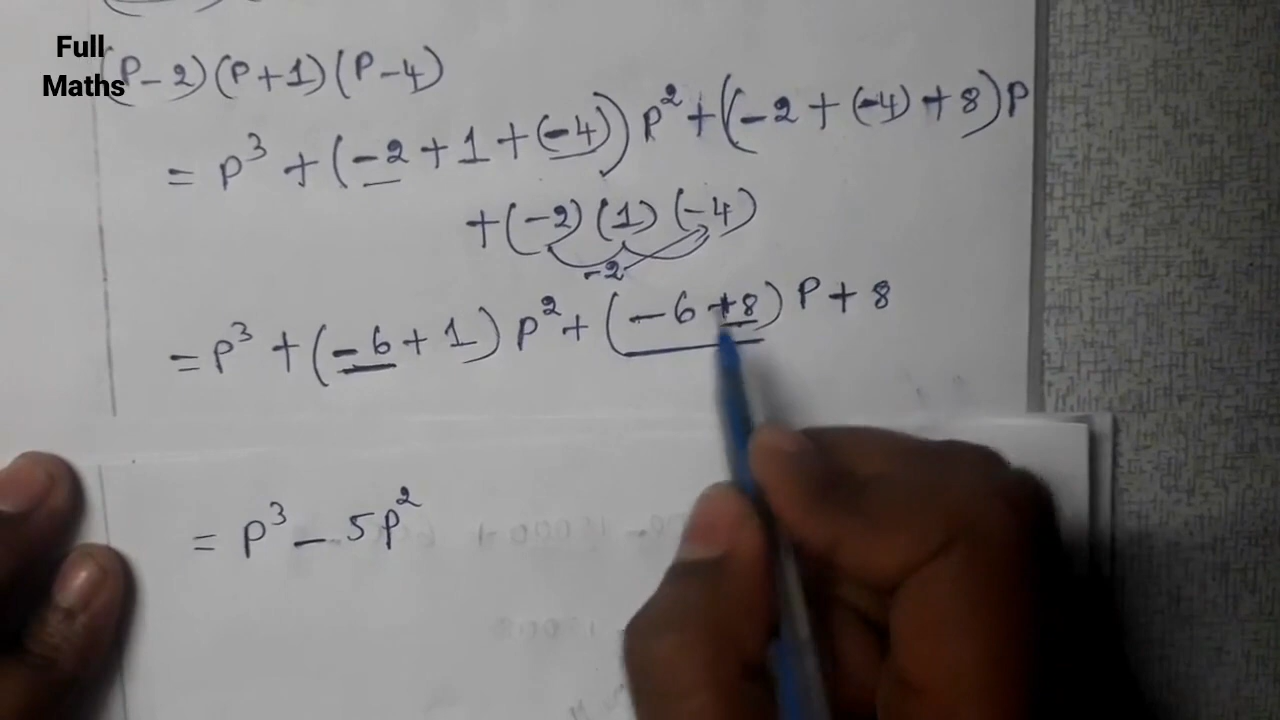 Full
Maths
(P-2)(P+1)(P-4)
= P³ + (-2+1+(-4))P² + (-2+(-4)+8)P
+(-2)(1)(-4)
-2
= P³ + (-6+1)P² + (-6+8)P+8
= P³ - 5P²